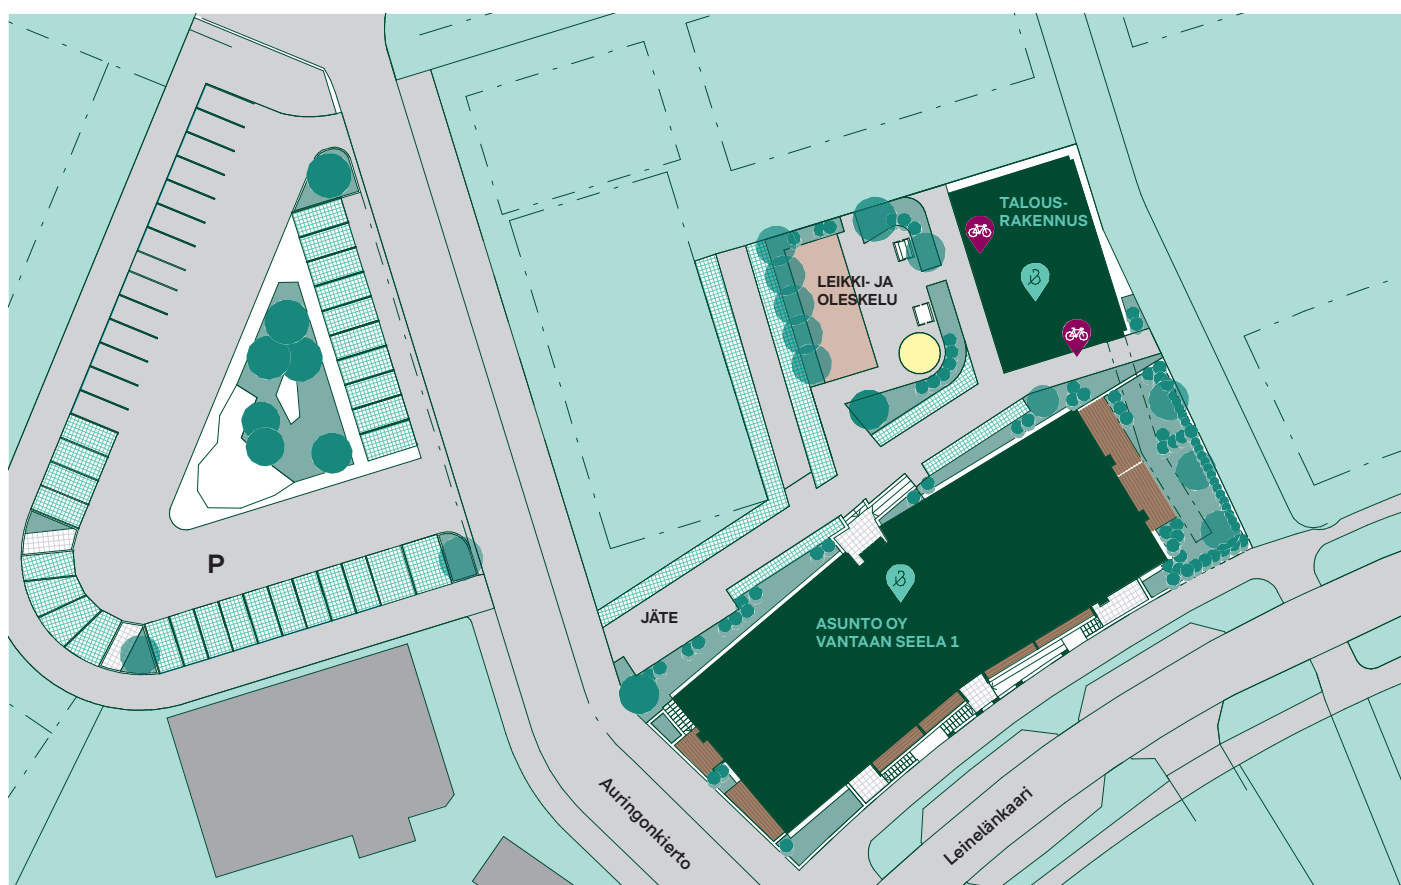 TALOUS-
RAKENNUS
LEIKKI- JA
OLESKELU
P
JÄTE
ASUNTO OY
VANTAAN SEELA 1
Auringonkierto
Leinelänkaari